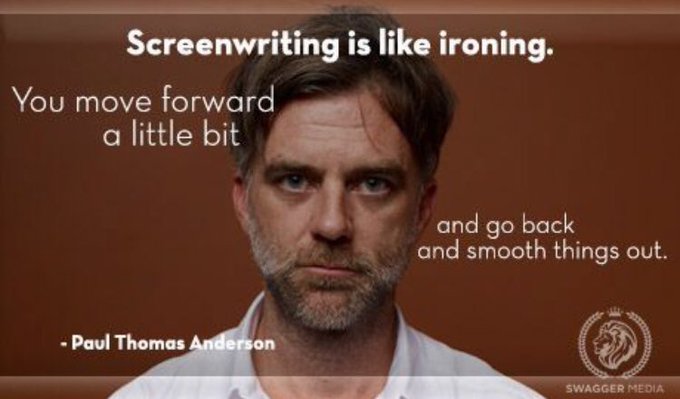 Screenwriting is like ironing.
You move forward
a little bit
and go back
and smooth things out.
- Paul Thomas Anderson
SWAGGER MEDIA